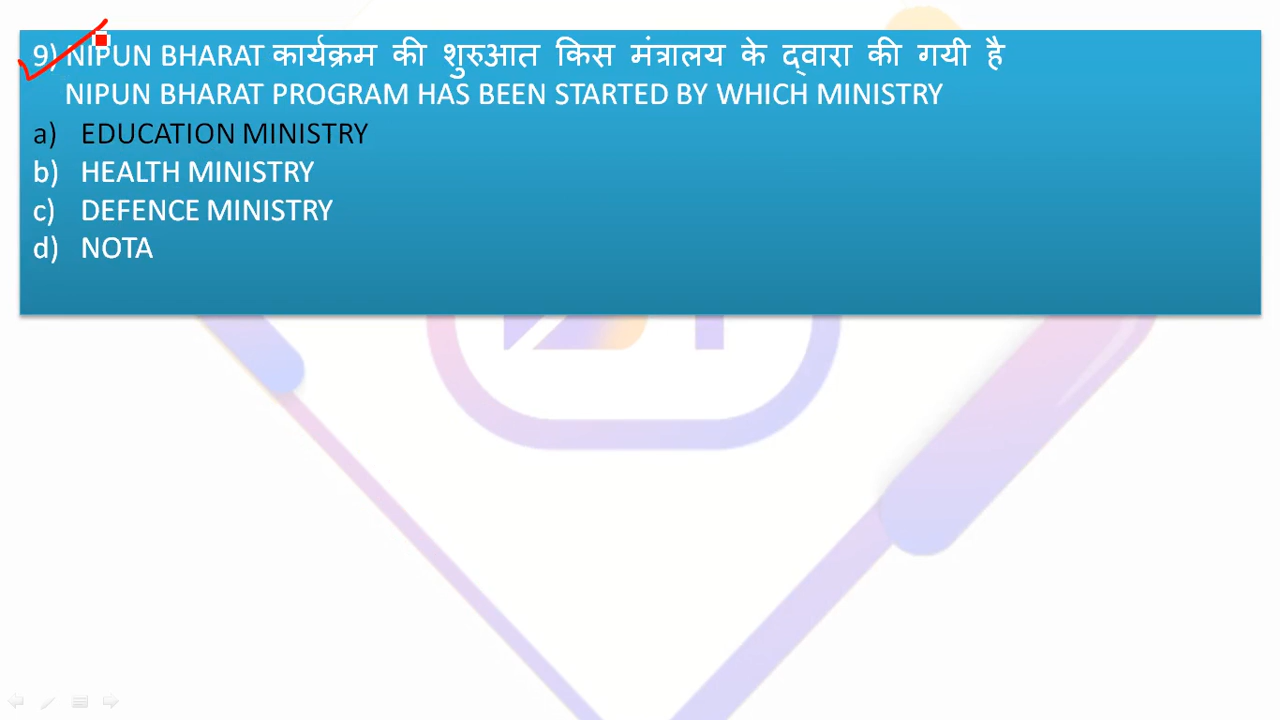 9) NIPUN BHARAT कार्यक्रम की शुरुआत किस मंत्रालय के द्वारा की गयी है
NIPUN BHARAT PROGRAM HAS BEEN STARTED BY WHICH MINISTRY
a) EDUCATION MINISTRY
b) HEALTH MINISTRY
c) DEFENCE MINISTRY
d) NOTA